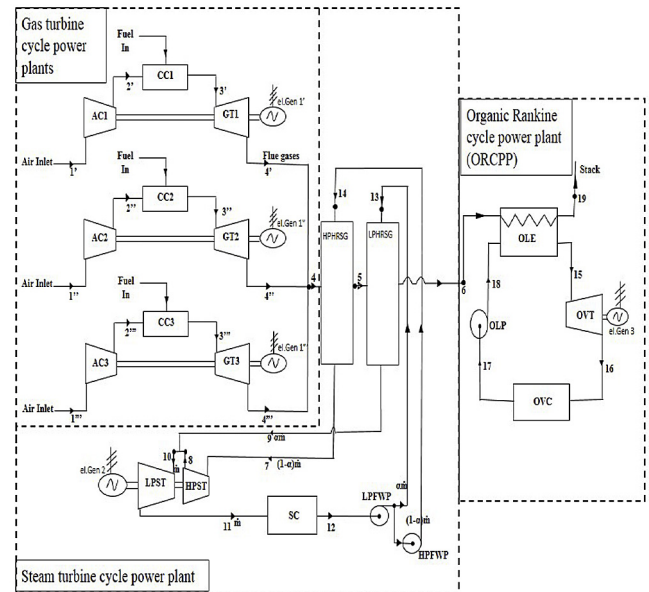 Gas turbine
cycle power
plants
Fuel
In
2'
CC1
3'
AC1
GT1
el.Gen 1'
Air Inlet
1'
Flue gases
4'
Fuel
In
2''
CC2
3''
AC2
GT2
el.Gen 1''
Air Inlet
1''
4''
4
Fuel
In
2'''
CC3
3'''
AC3
GT3
el.Gen 1''
Air Inlet
1'''
4'''
14
13
HPHRSG
5
LPHRSG
6
Organic Rankine
cycle power plant
(ORCPP)
Stack
19
OLE
18
15
OLP
OVT
el.Gen 3
17
16
OVC
9 αṁ
10
8
ṁ
7 (1-α)ṁ
el.Gen 2
LPST
HPST
11 ṁ
SC
12
LPFWP
αṁ
(1-α)ṁ
HPFWP
Steam turbine cycle power plant